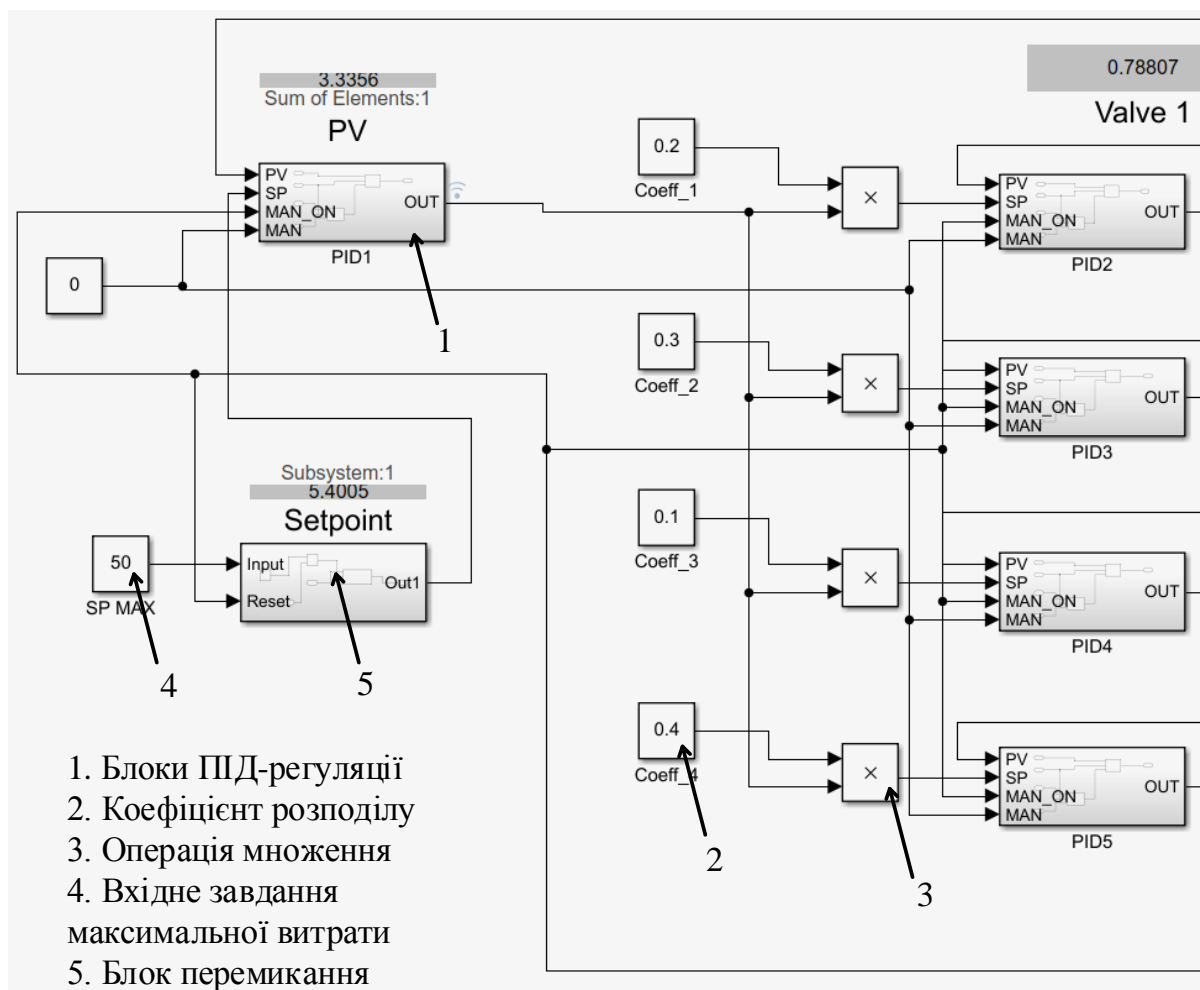 3.3356
Sum of Elements:1
PV
PV
SP
MAN_ON
MAN
OUT
PID1
0
1
Subsystem:1
5.4005
Setpoint
50
SP MAX
Input
Reset
Out1
4
5
0.2
Coeff_1
×
0.3
Coeff_2
×
0.1
Coeff_3
×
0.4
Coeff_4
×
2
3
0.78807
Valve 1
PV
SP
MAN_ON
MAN
OUT
PID2
PV
SP
MAN_ON
MAN
OUT
PID3
PV
SP
MAN_ON
MAN
OUT
PID4
PV
SP
MAN_ON
MAN
OUT
PID5
1. Блоки ПІД-регуляції
2. Коефіцієнт розподілу
3. Операція множення
4. Вхідне завдання
максимальної витрати
5. Блок перемикання